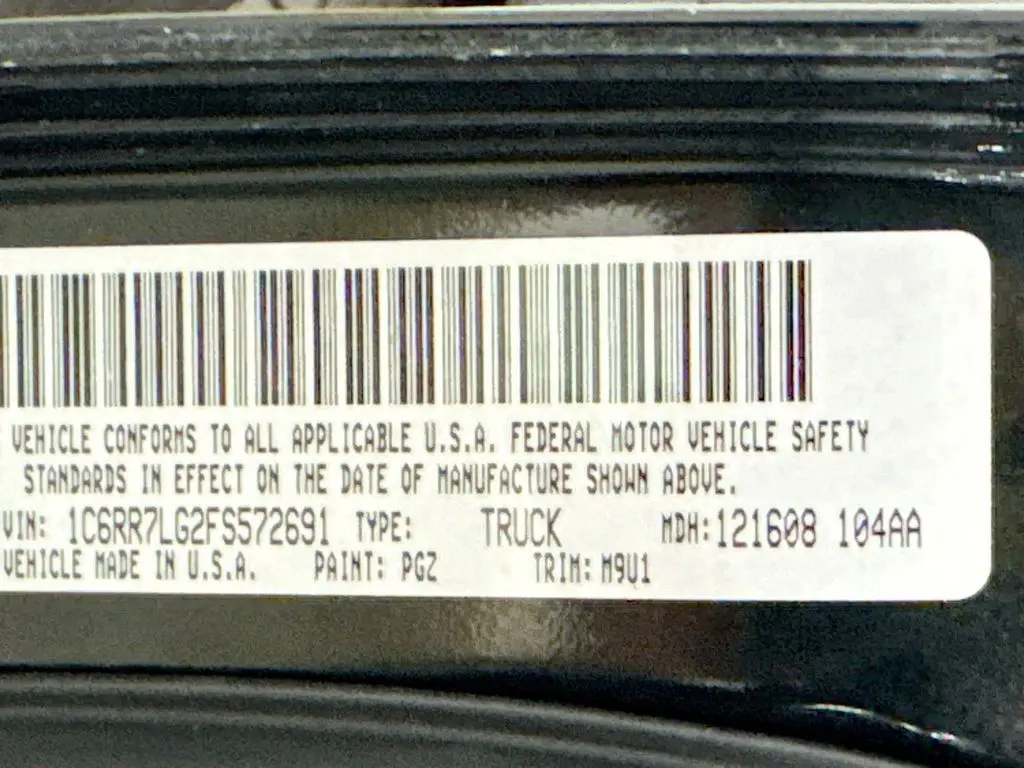 VEHICLE CONFORMS TO ALL APPLICABLE U.S.A. FEDERAL MOTOR VEHICLE SAFETY
STANDARDS IN EFFECT ON THE DATE OF MANUFACTURE SHOWN ABOVE.
VIN: 1C6RR7LG2FS572691 TYPE: TRUCK MDH: 121608 104AA
VEHICLE MADE IN U.S.A. PAINT: PGZ TRIM: M9U1